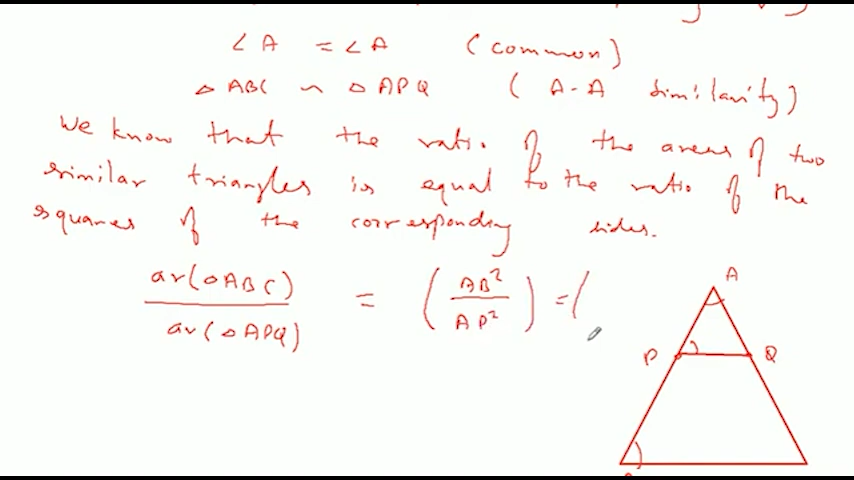 ∠A = ∠A (common)
△ABC ~ △APQ (A-A similarity)
We know that the ratio of the areas of two
similar triangles is equal to the ratio of the
squares of the corresponding sides.
ar(△ABC) / ar(△APQ) = (AB² / AP²) = (
A
P Q